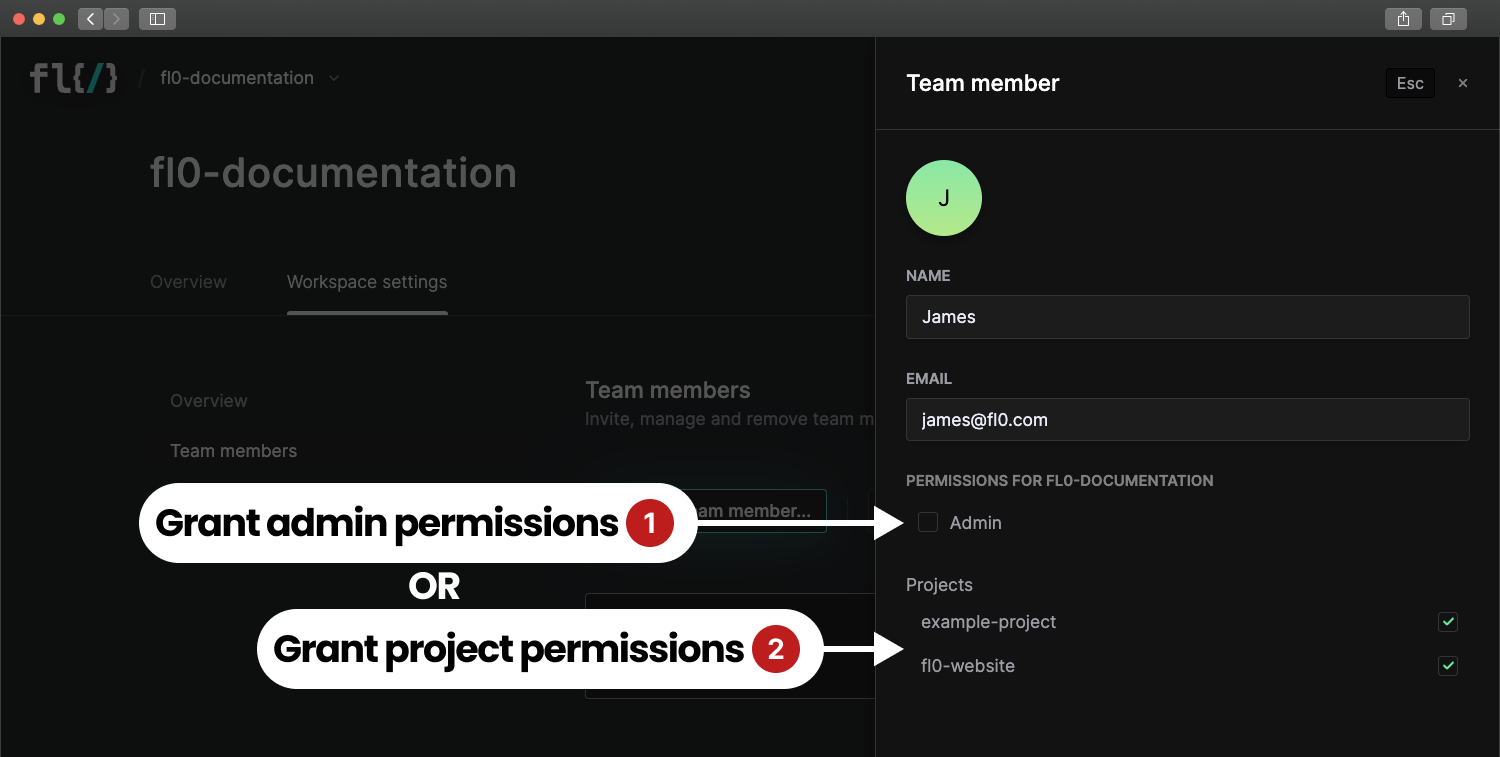 fl{/}
/ fl0-documentation
fl0-documentation
Overview
Workspace settings
Overview
Team members
Team members
Invite, manage and remove team m
am member...
Grant admin permissions 1
OR
Grant project permissions 2
Team member
Esc ×
J
NAME
James
EMAIL
james@fl0.com
PERMISSIONS FOR FL0-DOCUMENTATION
Admin
Projects
example-project
fl0-website